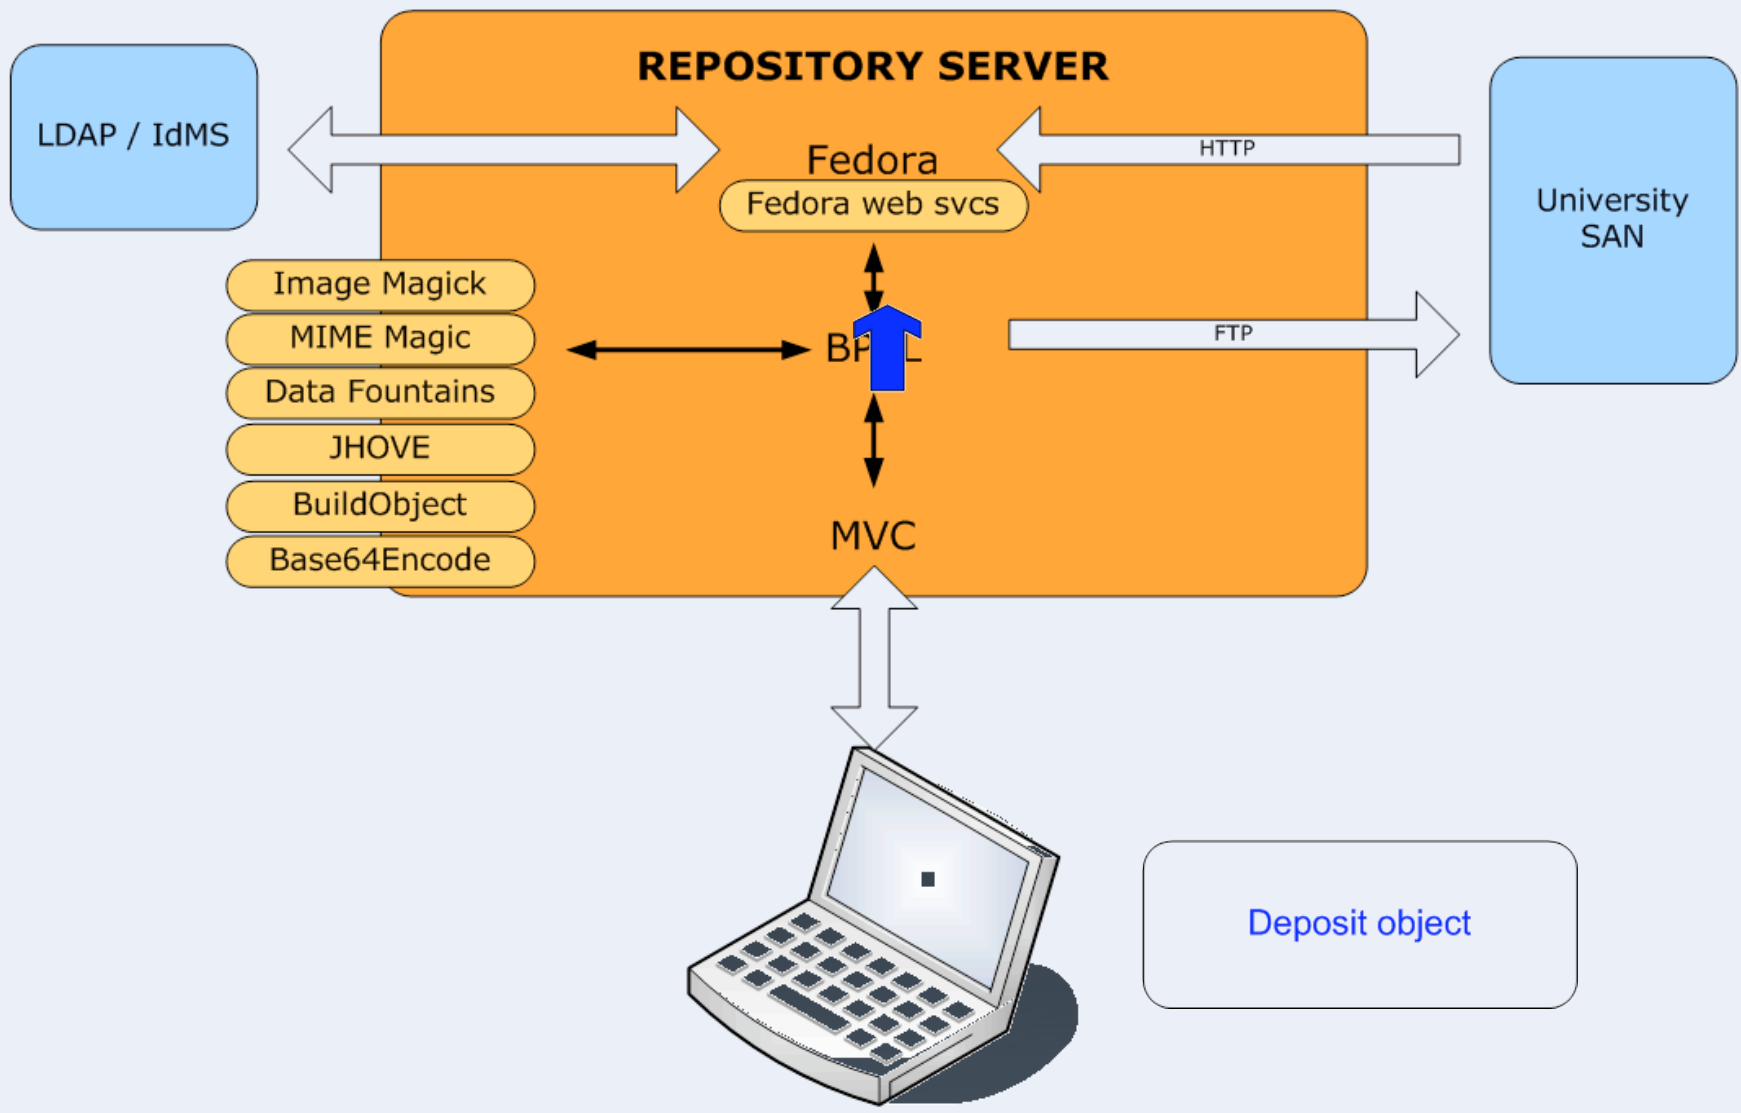 REPOSITORY SERVER
LDAP / IdMS
HTTP
Fedora
Fedora web svcs
University
SAN
Image Magick
MIME Magic
Data Fountains
JHOVE
BuildObject
Base64Encode
FTP
MVC
Deposit object